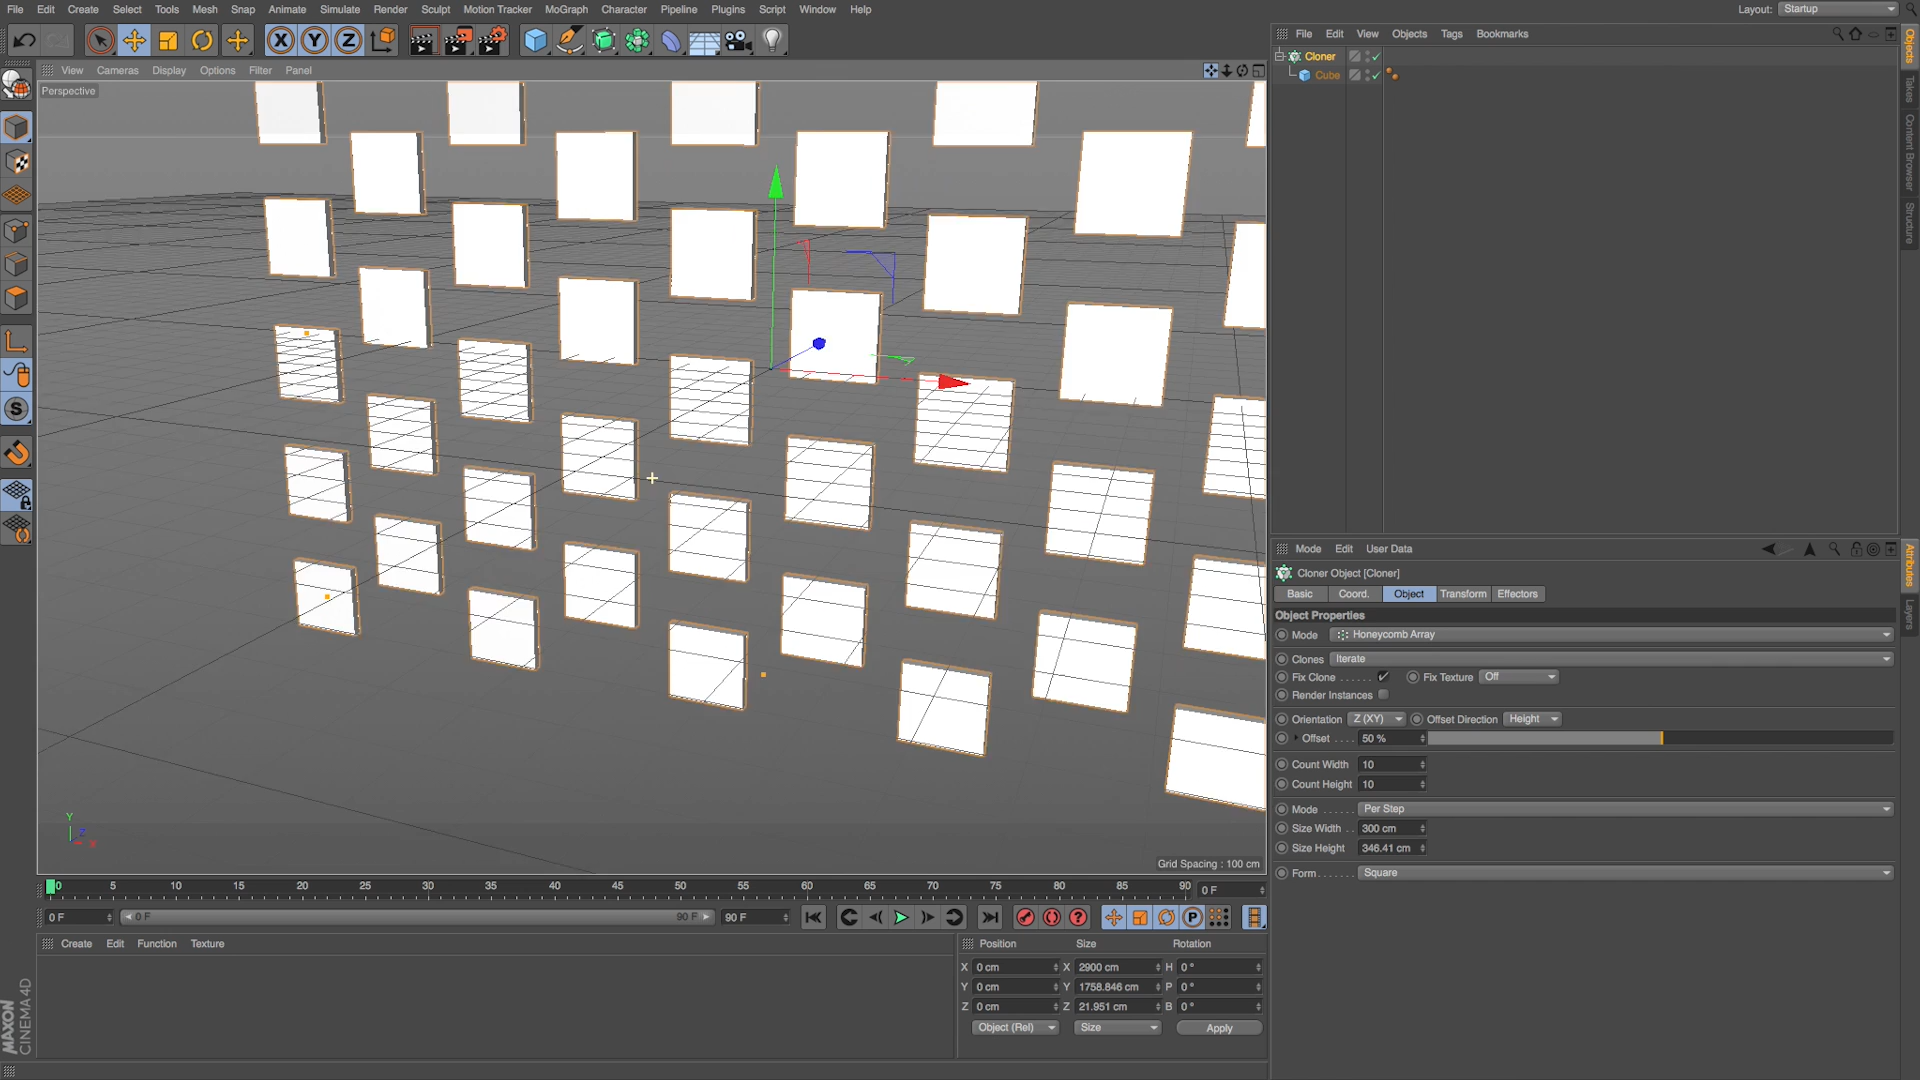 File Edit Create Select Tools Mesh Snap Animate Simulate Render Sculpt Motion Tracker MoGraph Character Pipeline Plugins Script Window Help
Layout: Startup
X Y Z
File Edit View Objects Tags Bookmarks
View Cameras Display Options Filter Panel
Perspective
Cloner
Cube
Objects
Takes
Content Browser
Structure
S
Mode Edit User Data
Cloner Object [Cloner]
Basic Coord. Object Transform Effectors
Object Properties
Mode Honeycomb Array
Clones Iterate
Fix Clone . . . . . . Fix Texture Off
Render Instances
Orientation Z (XY) Offset Direction Height
Offset . . . . 50 %
Count Width 10
Count Height 10
Mode . . . . . . Per Step
Size Width . . 300 cm
Size Height 346.41 cm
Form. . . . . . . Square
Attributes
Layers
Y
Z
X
Grid Spacing : 100 cm
0 5 10 15 20 25 30 35 40 45 50 55 60 65 70 75 80 85 90 0 F
0 F 0 F 90 F 90 F
? P
Create Edit Function Texture
Position Size Rotation
X 0 cm X 2900 cm H 0 °
Y 0 cm Y 1758.846 cm P 0 °
Z 0 cm Z 21.951 cm B 0 °
Object (Rel) Size Apply
MAXON
CINEMA 4D